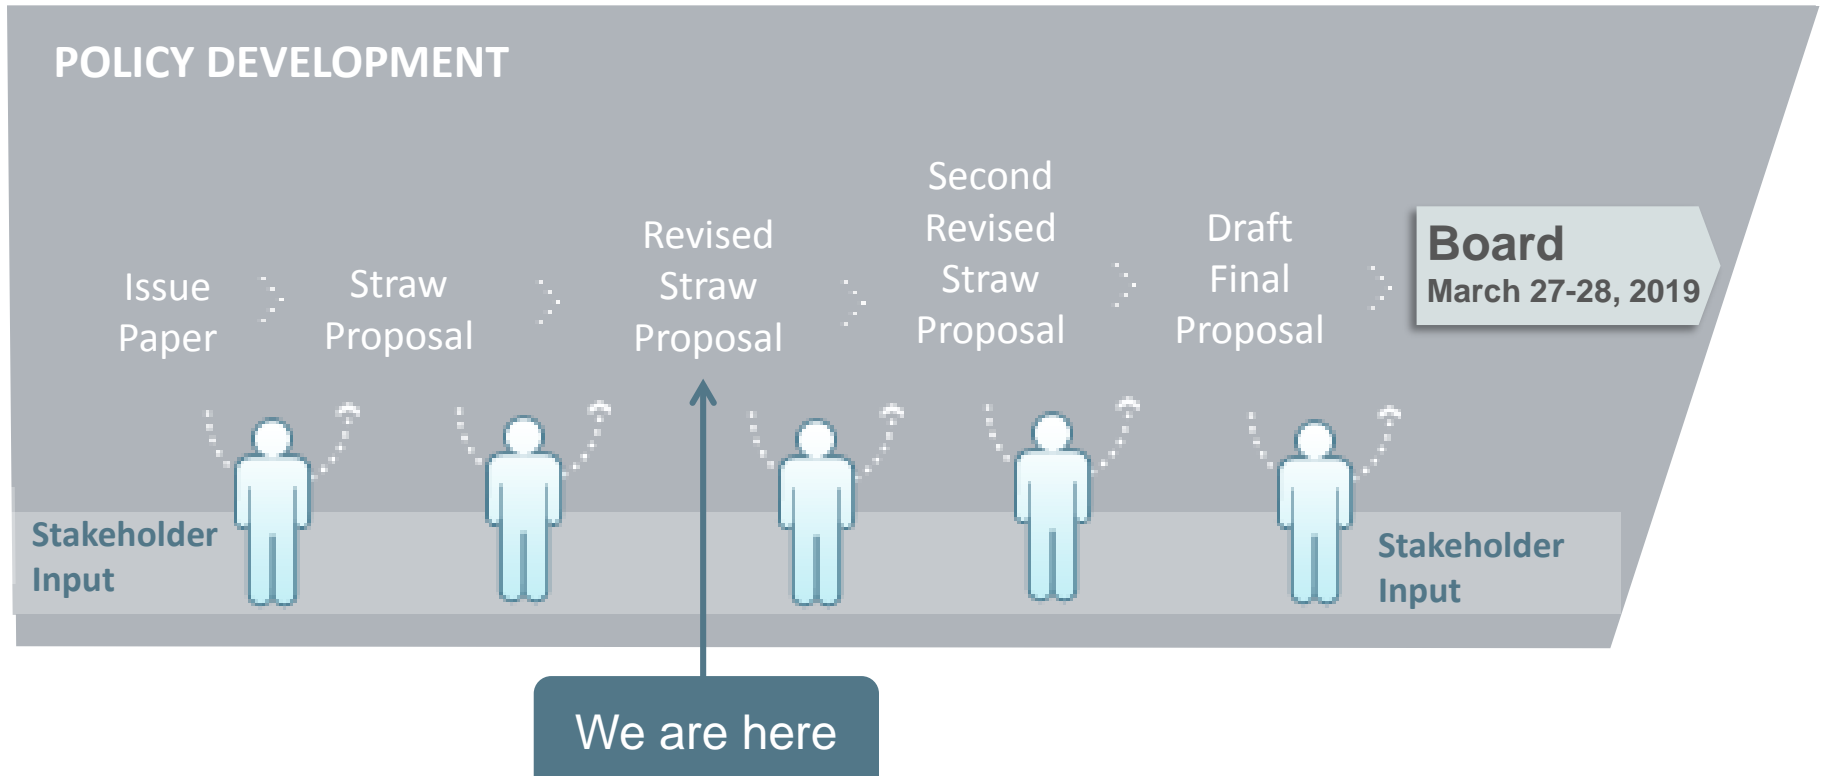 POLICY DEVELOPMENT
Issue
Paper
Straw
Proposal
Revised
Straw
Proposal
Second
Revised
Straw
Proposal
Draft
Final
Proposal
Board
March 27-28, 2019
Stakeholder
Input
Stakeholder
Input
We are here